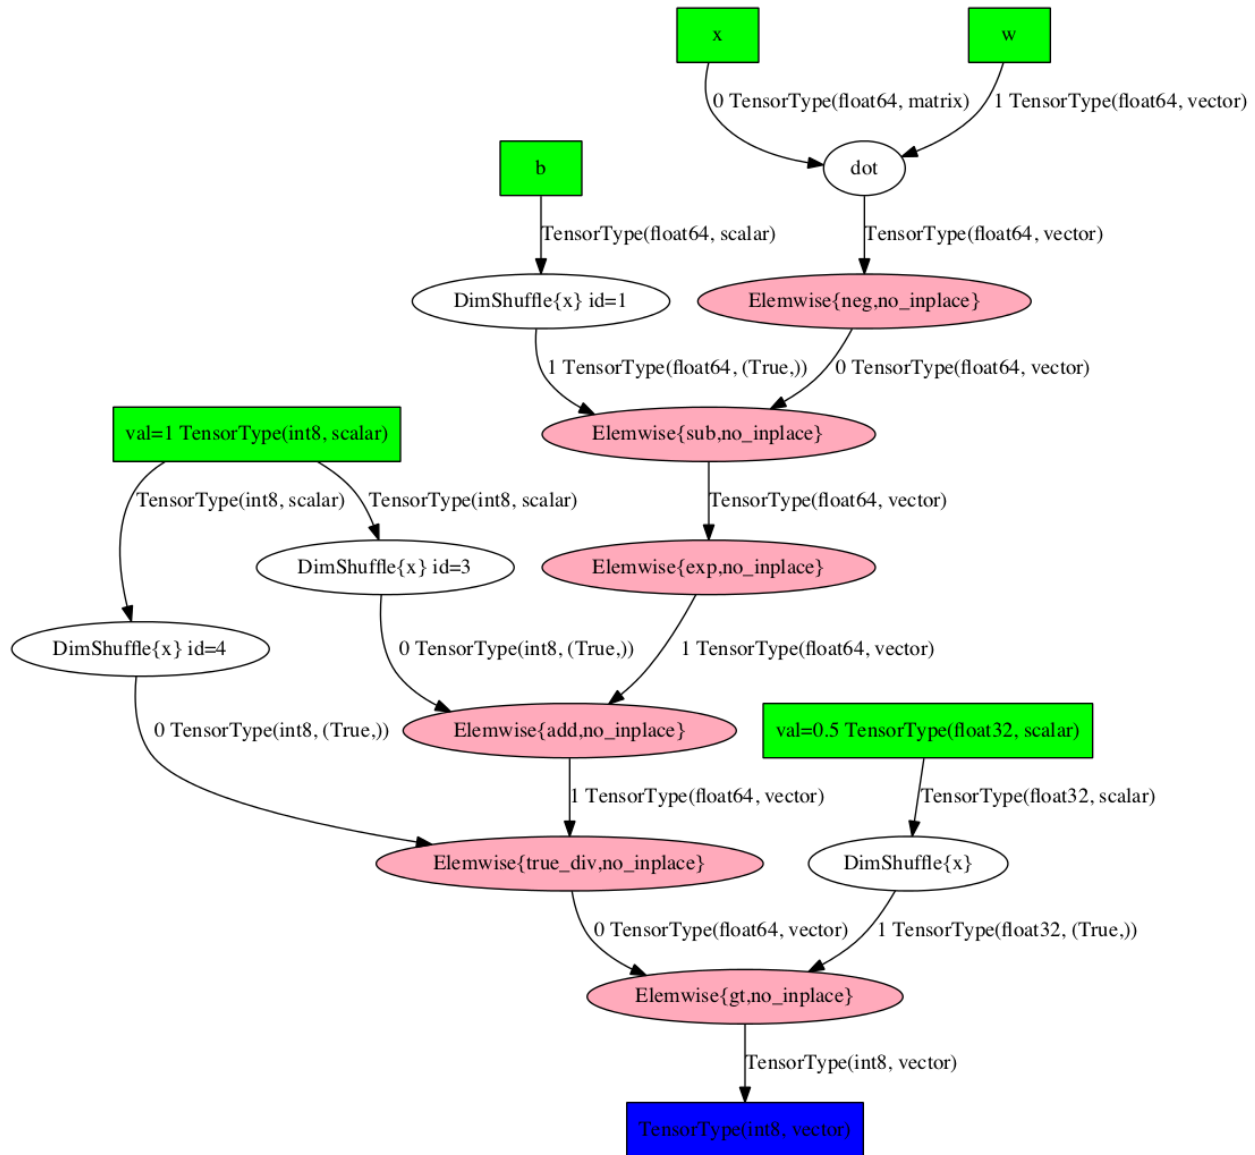 x
w
0 TensorType(float64, matrix)
1 TensorType(float64, vector)
b
dot
TensorType(float64, scalar)
TensorType(float64, vector)
DimShuffle{x} id=1
Elemwise{neg,no_inplace}
1 TensorType(float64, (True,))
0 TensorType(float64, vector)
val=1 TensorType(int8, scalar)
Elemwise{sub,no_inplace}
TensorType(int8, scalar)
TensorType(int8, scalar)
TensorType(float64, vector)
DimShuffle{x} id=3
Elemwise{exp,no_inplace}
DimShuffle{x} id=4
0 TensorType(int8, (True,))
1 TensorType(float64, vector)
0 TensorType(int8, (True,))
Elemwise{add,no_inplace}
val=0.5 TensorType(float32, scalar)
1 TensorType(float64, vector)
TensorType(float32, scalar)
Elemwise{true_div,no_inplace}
DimShuffle{x}
0 TensorType(float64, vector)
1 TensorType(float32, (True,))
Elemwise{gt,no_inplace}
TensorType(int8, vector)
TensorType(int8, vector)